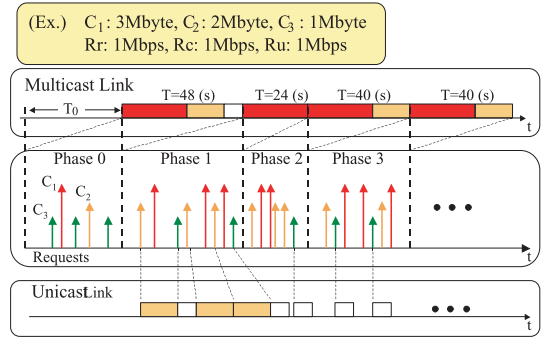 (Ex.) C1 : 3Mbyte, C2 : 2Mbyte, C3 : 1Mbyte
Rr: 1Mbps, Rc: 1Mbps, Ru: 1Mbps
Multicast Link
T0
T=48 (s)
T=24 (s)
T=40 (s)
T=40 (s)
t
Phase 0
Phase 1
Phase 2
Phase 3
C1
C2
C3
Requests
t
Unicast Link
t